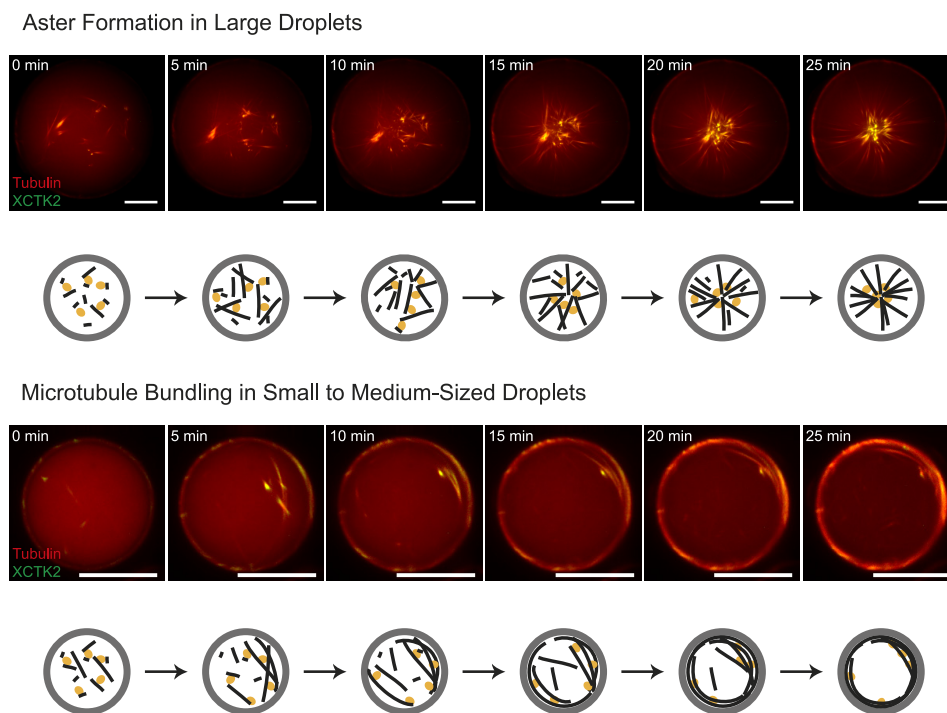 Aster Formation in Large Droplets
0 min
5 min
10 min
15 min
20 min
25 min
Tubulin
XCTK2
Microtubule Bundling in Small to Medium-Sized Droplets
0 min
5 min
10 min
15 min
20 min
25 min
Tubulin
XCTK2